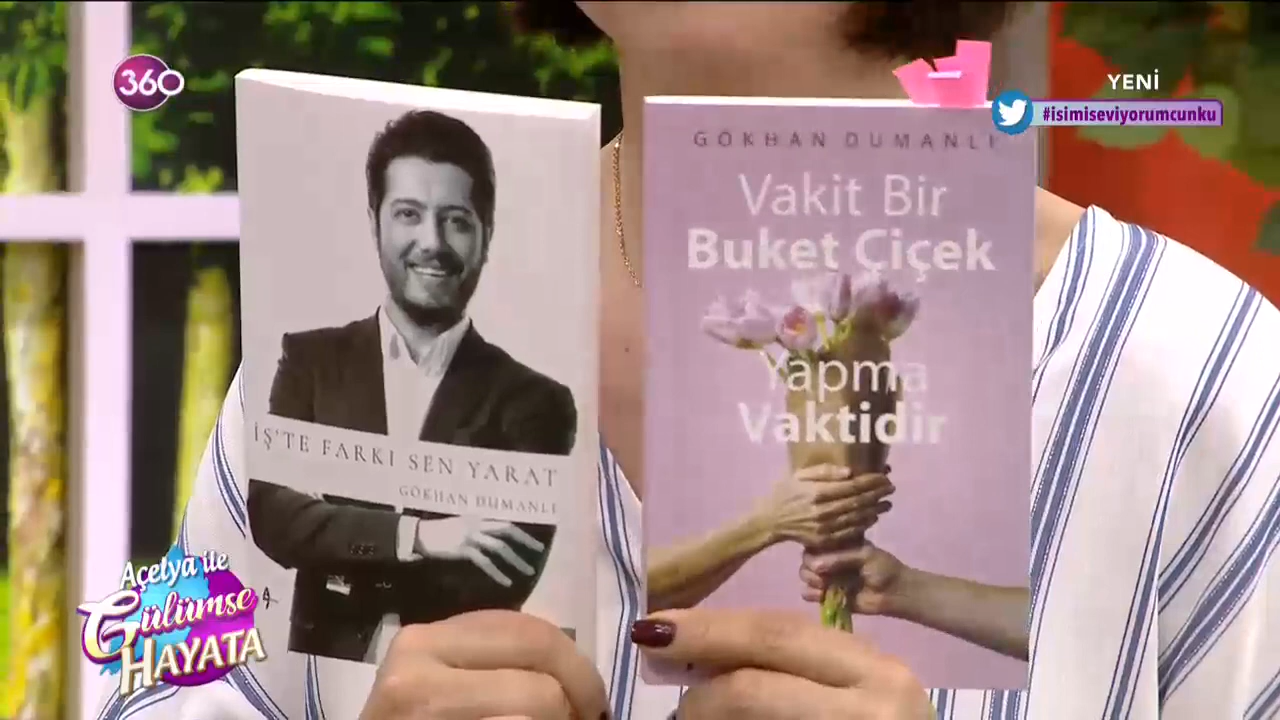 360
YENİ
#isimiseviyorumcunku
İŞ'TE FARKI SEN YARAT
GÖKHAN DUMANLI
GÖKHAN DUMANLI
Vakit Bir
Buket Çiçek
Yapma
Vaktidir
Açelya ile
Gülümse
HAYATA